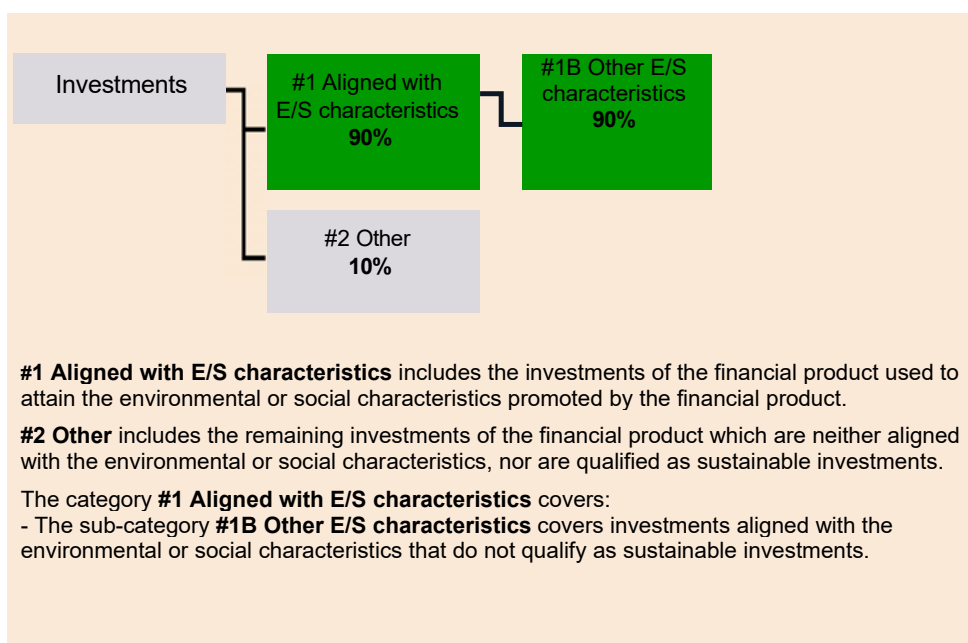 Investments
#1 Aligned with
E/S characteristics
90%
#1B Other E/S
characteristics
90%
#2 Other
10%
#1 Aligned with E/S characteristics includes the investments of the financial product used to
attain the environmental or social characteristics promoted by the financial product.
#2 Other includes the remaining investments of the financial product which are neither aligned
with the environmental or social characteristics, nor are qualified as sustainable investments.
The category #1 Aligned with E/S characteristics covers:
- The sub-category #1B Other E/S characteristics covers investments aligned with the
environmental or social characteristics that do not qualify as sustainable investments.